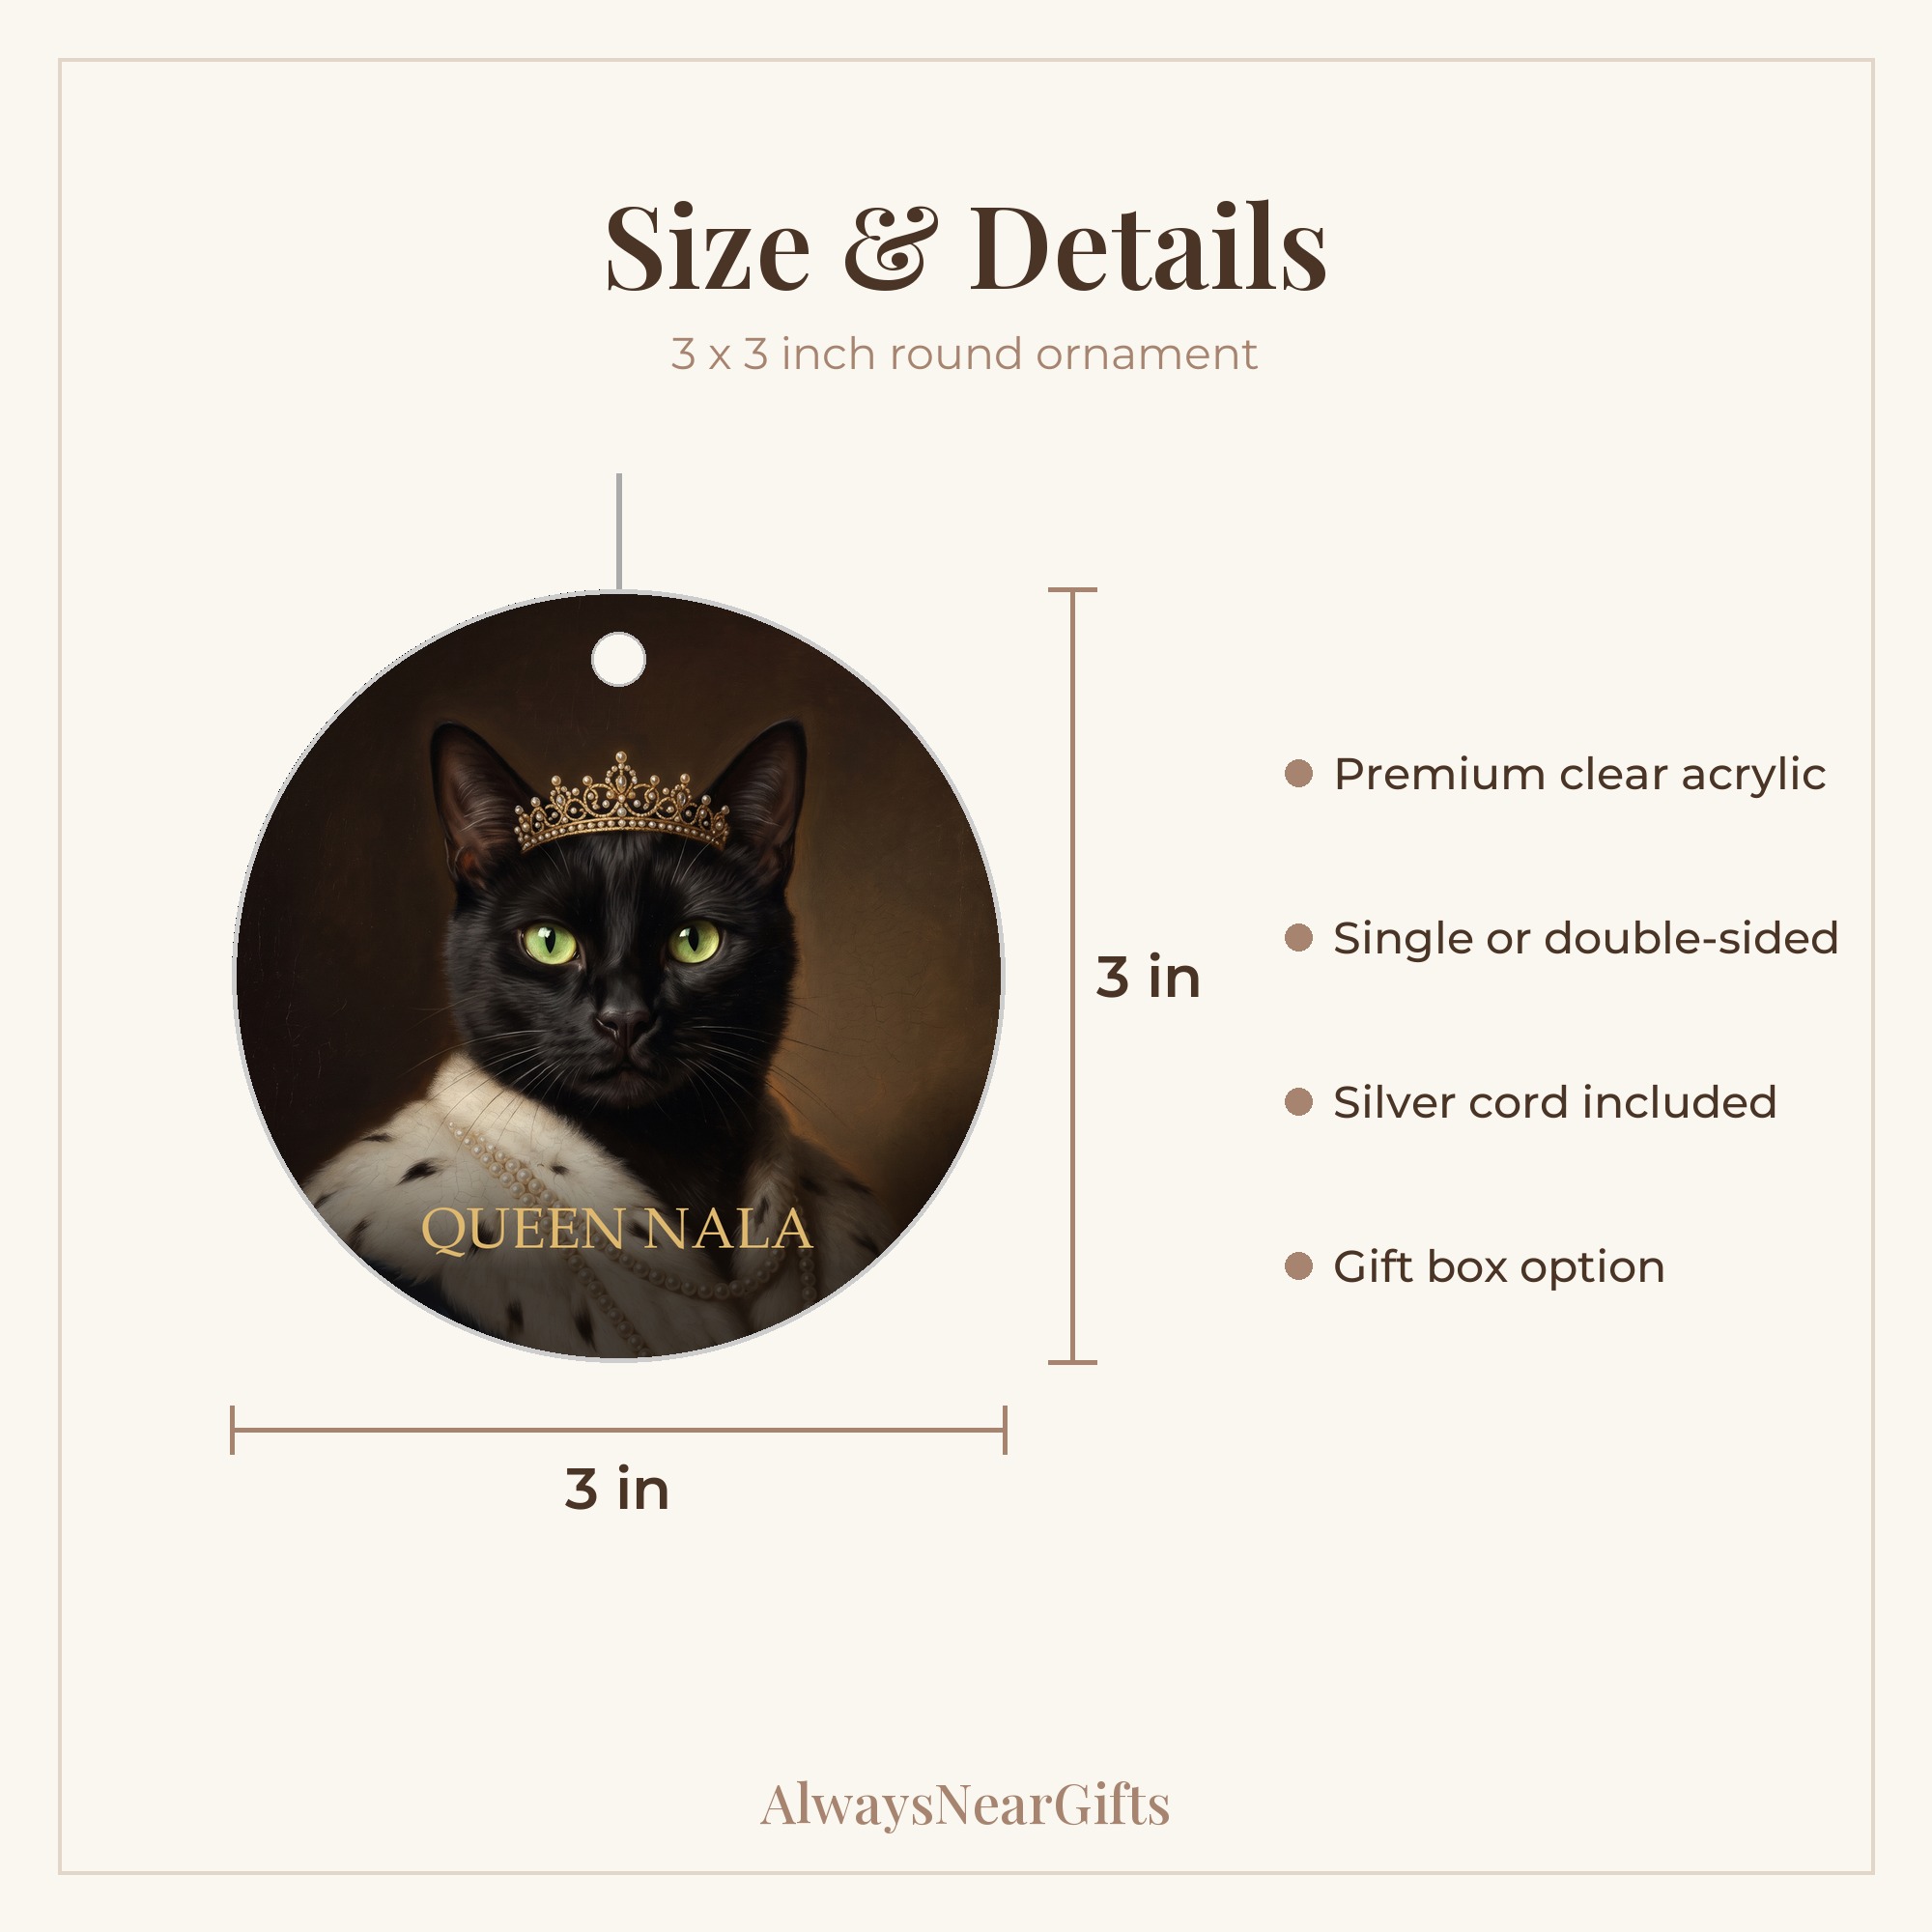 Size & Details
3 x 3 inch round ornament
QUEEN NALA
3 in
3 in
Premium clear acrylic
Single or double-sided
Silver cord included
Gift box option
AlwaysNearGifts